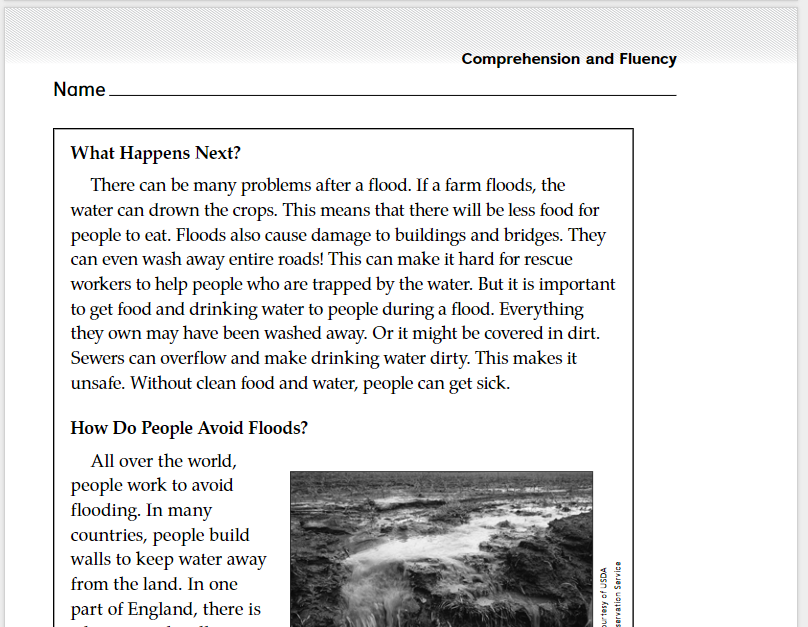 Comprehension and Fluency
Name
What Happens Next?
There can be many problems after a flood. If a farm floods, the
water can drown the crops. This means that there will be less food for
people to eat. Floods also cause damage to buildings and bridges. They
can even wash away entire roads! This can make it hard for rescue
workers to help people who are trapped by the water. But it is important
to get food and drinking water to people during a flood. Everything
they own may have been washed away. Or it might be covered in dirt.
Sewers can overflow and make drinking water dirty. This makes it
unsafe. Without clean food and water, people can get sick.
How Do People Avoid Floods?
All over the world,
people work to avoid
flooding. In many
countries, people build
walls to keep water away
from the land. In one
part of England, there is
of USDA
Service